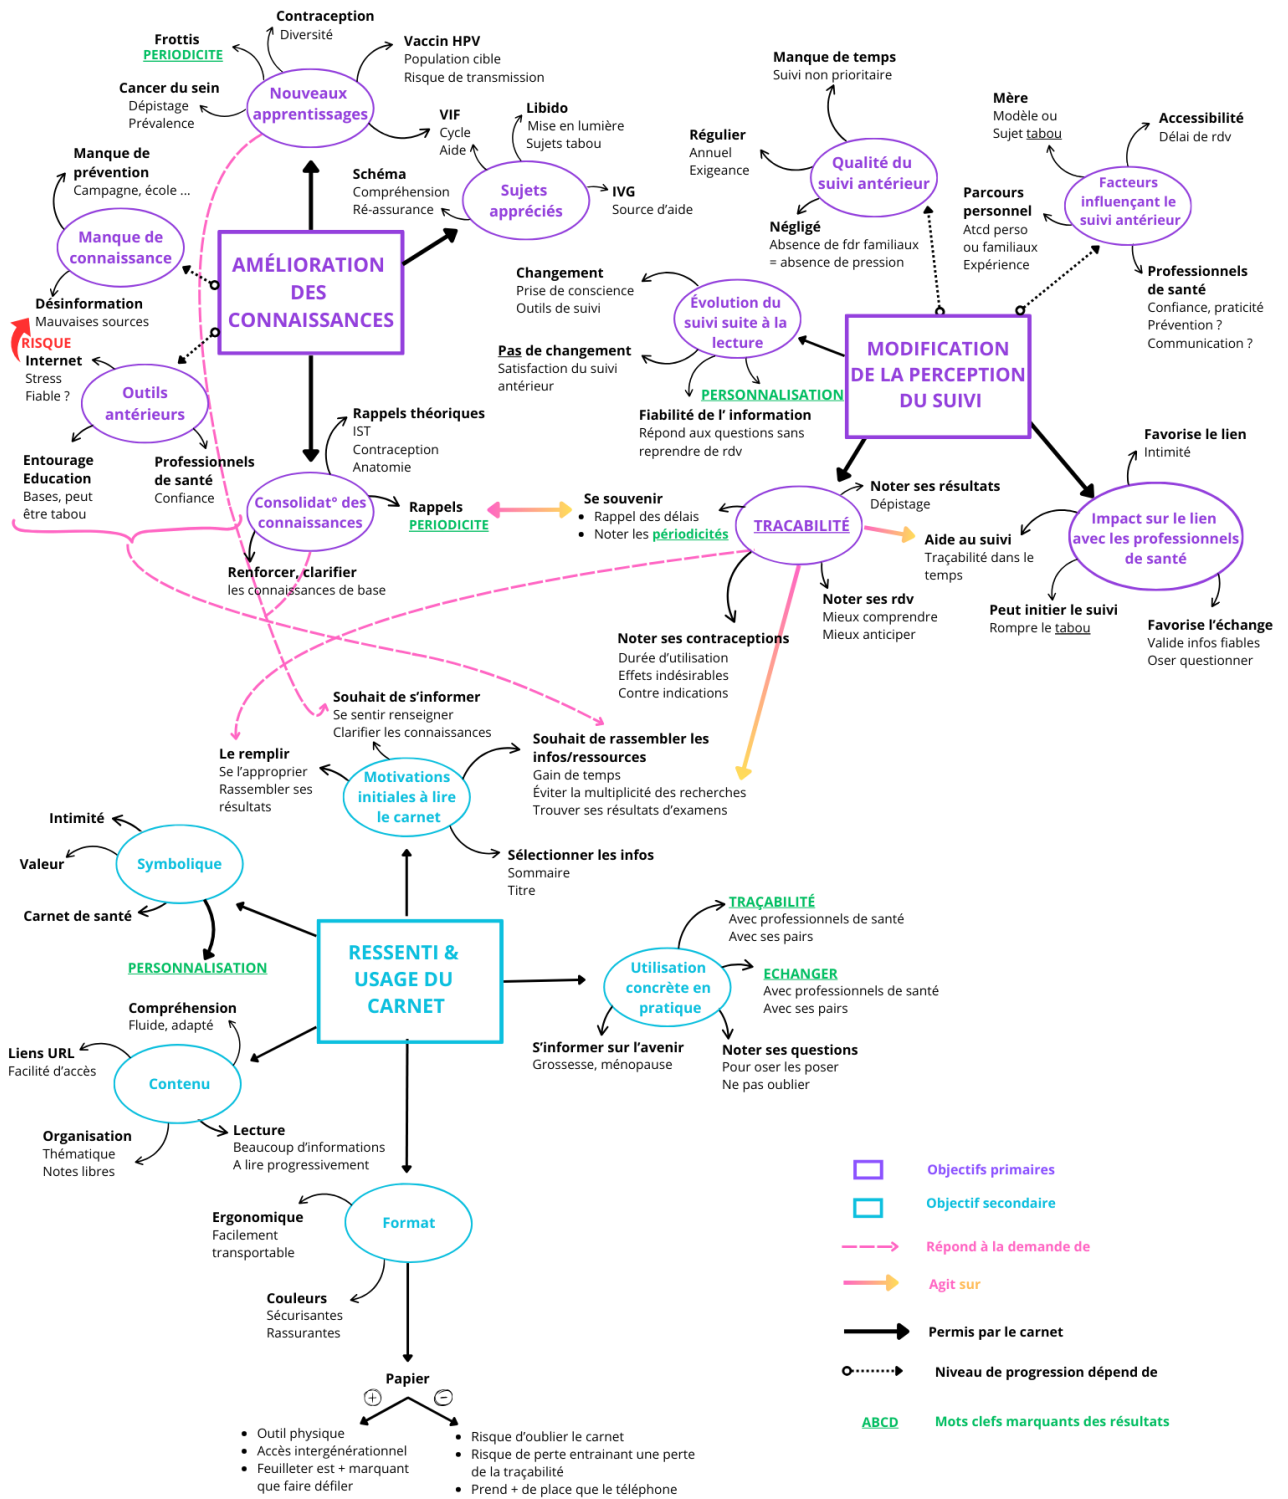 Contraception
Diversité
Frottis
PERIODICITE
Vaccin HPV
Population cible
Risque de transmission
Nouveaux
apprentissages
Cancer du sein
Dépistage
Prévalence
VIF
Cycle
Aide
Libido
Mise en lumière
Sujets tabou
Schéma
Compréhension
Ré-assurance
Sujets
appréciés
IVG
Source d'aide
Manque de
prévention
Campagne, école ...
Manque de
connaissance
Désinformation
Mauvaises sources
RISQUE
AMÉLIORATION
DES
CONNAISSANCES
Internet
Stress
Fiable ?
Outils
antérieurs
Entourage
Education
Bases, peut
être tabou
Professionnels
de santé
Confiance
Rappels théoriques
IST
Contraception
Anatomie
Consolidat° des
connaissances
Rappels
PERIODICITE
Renforcer, clarifier
les connaissances de base
Manque de temps
Suivi non prioritaire
Régulier
Annuel
Exigeance
Qualité du
suivi antérieur
Négligé
Absence de fdr familiaux
= absence de pression
Mère
Modèle ou
Sujet tabou
Accessibilité
Délai de rdv
Parcours
personnel
Atcd perso
ou familiaux
Expérience
Facteurs
influençant le
suivi antérieur
Professionnels
de santé
Confiance, praticité
Prévention ?
Communication ?
Changement
Prise de conscience
Outils de suivi
Évolution du
suivi suite à la
lecture
Pas de changement
Satisfaction du suivi
antérieur
PERSONNALISATION
Fiabilité de l' information
Répond aux questions sans
reprendre de rdv
MODIFICATION
DE LA PERCEPTION
DU SUIVI
Se souvenir
• Rappel des délais
• Noter les périodicités
TRACABILITÉ
Noter ses résultats
Dépistage
Aide au suivi
Traçabilité dans le
temps
Noter ses rdv
Mieux comprendre
Mieux anticiper
Noter ses contraceptions
Durée d'utilisation
Effets indésirables
Contre indications
Favorise le lien
Intimité
Impact sur le lien
avec les professionnels
de santé
Peut initier le suivi
Rompre le tabou
Favorise l'échange
Valide infos fiables
Oser questionner
Souhait de s'informer
Se sentir renseigner
Clarifier les connaissances
Le remplir
Se l'approprier
Rassembler ses
résultats
Motivations
initiales à lire
le carnet
Souhait de rassembler les
infos/ressources
Gain de temps
Éviter la multiplicité des recherches
Trouver ses résultats d'examens
Sélectionner les infos
Sommaire
Titre
Intimité
Valeur
Symbolique
Carnet de santé
PERSONNALISATION
RESSENTI &
USAGE DU
CARNET
TRAÇABILITÉ
Avec professionnels de santé
Avec ses pairs
Utilisation
concrète en
pratique
ECHANGER
Avec professionnels de santé
Avec ses pairs
S'informer sur l'avenir
Grossesse, ménopause
Noter ses questions
Pour oser les poser
Ne pas oublier
Compréhension
Fluide, adapté
Liens URL
Facilité d'accès
Contenu
Organisation
Thématique
Notes libres
Lecture
Beaucoup d'informations
A lire progressivement
Ergonomique
Facilement
transportable
Format
Couleurs
Sécurisantes
Rassurantes
Papier
+ −
• Outil physique
• Accès intergénérationnel
• Feuilleter est + marquant
que faire défiler
• Risque d'oublier le carnet
• Risque de perte entrainant une perte
de la traçabilité
• Prend + de place que le téléphone
Objectifs primaires
Objectif secondaire
Répond à la demande de
Agit sur
Permis par le carnet
Niveau de progression dépend de
ABCD Mots clefs marquants des résultats